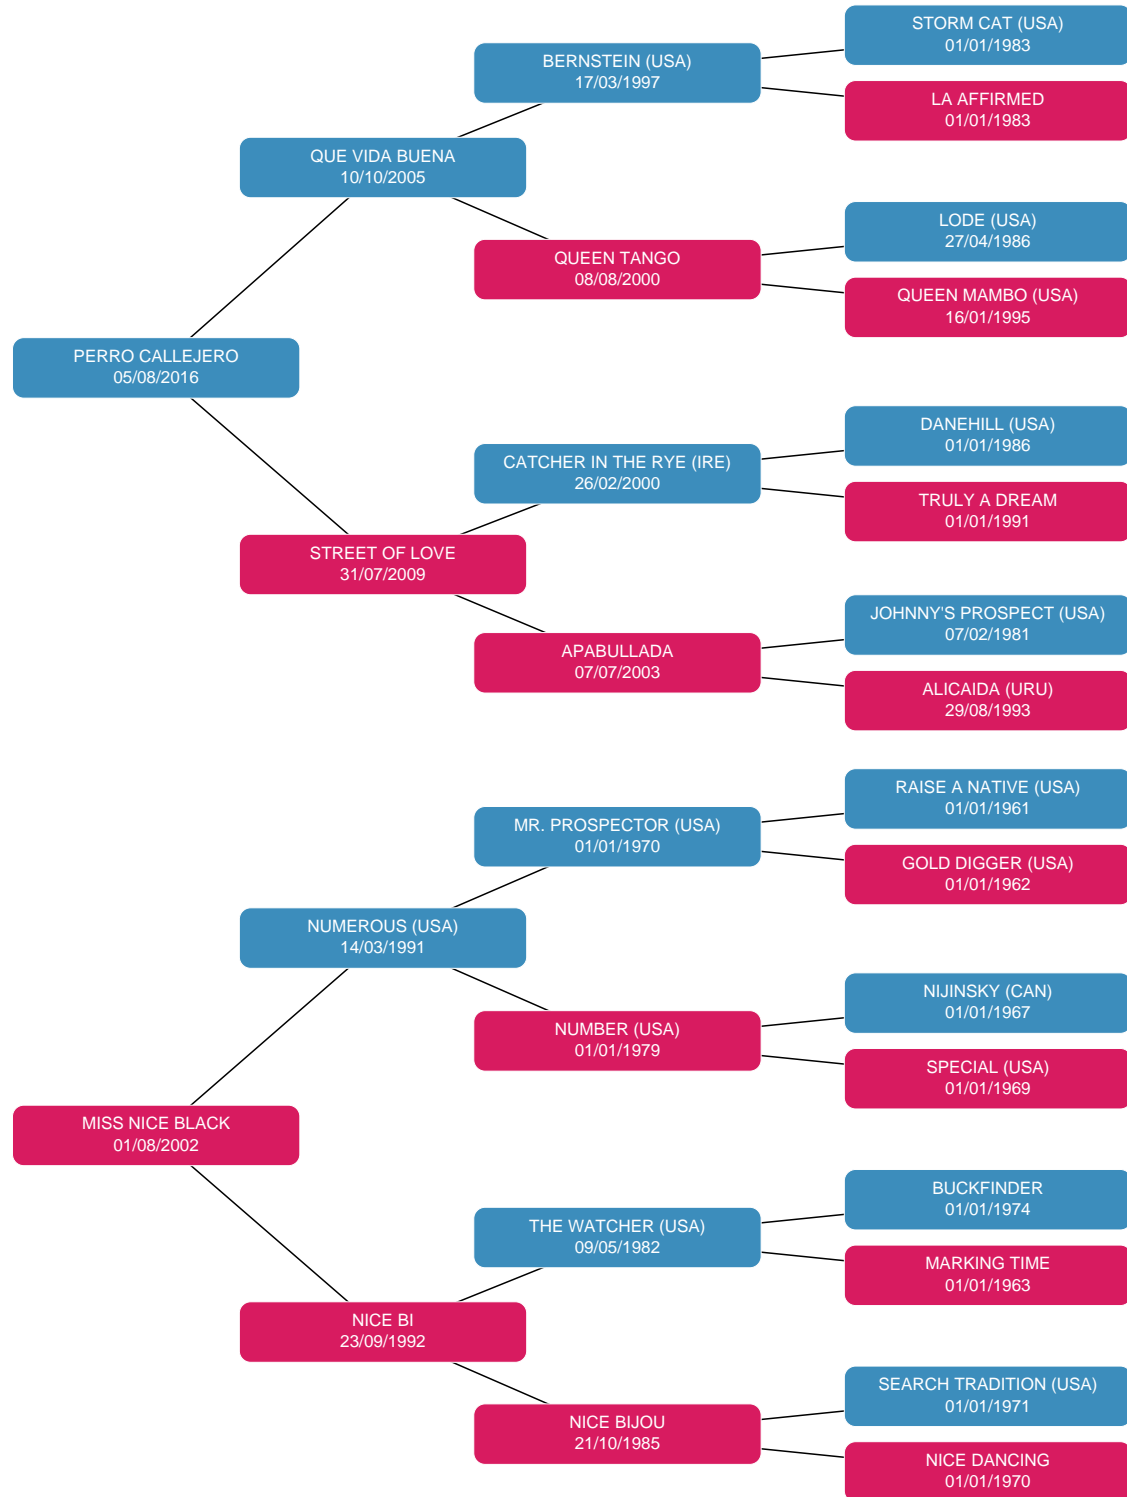 STORM CAT (USA)
01/01/1983
BERNSTEIN (USA)
17/03/1997
LA AFFIRMED
01/01/1983
QUE VIDA BUENA
10/10/2005
LODE (USA)
27/04/1986
QUEEN TANGO
08/08/2000
QUEEN MAMBO (USA)
16/01/1995
PERRO CALLEJERO
05/08/2016
DANEHILL (USA)
01/01/1986
CATCHER IN THE RYE (IRE)
26/02/2000
TRULY A DREAM
01/01/1991
STREET OF LOVE
31/07/2009
JOHNNY'S PROSPECT (USA)
07/02/1981
APABULLADA
07/07/2003
ALICAIDA (URU)
29/08/1993
RAISE A NATIVE (USA)
01/01/1961
MR. PROSPECTOR (USA)
01/01/1970
GOLD DIGGER (USA)
01/01/1962
NUMEROUS (USA)
14/03/1991
NIJINSKY (CAN)
01/01/1967
NUMBER (USA)
01/01/1979
SPECIAL (USA)
01/01/1969
MISS NICE BLACK
01/08/2002
BUCKFINDER
01/01/1974
THE WATCHER (USA)
09/05/1982
MARKING TIME
01/01/1963
NICE BI
23/09/1992
SEARCH TRADITION (USA)
01/01/1971
NICE BIJOU
21/10/1985
NICE DANCING
01/01/1970